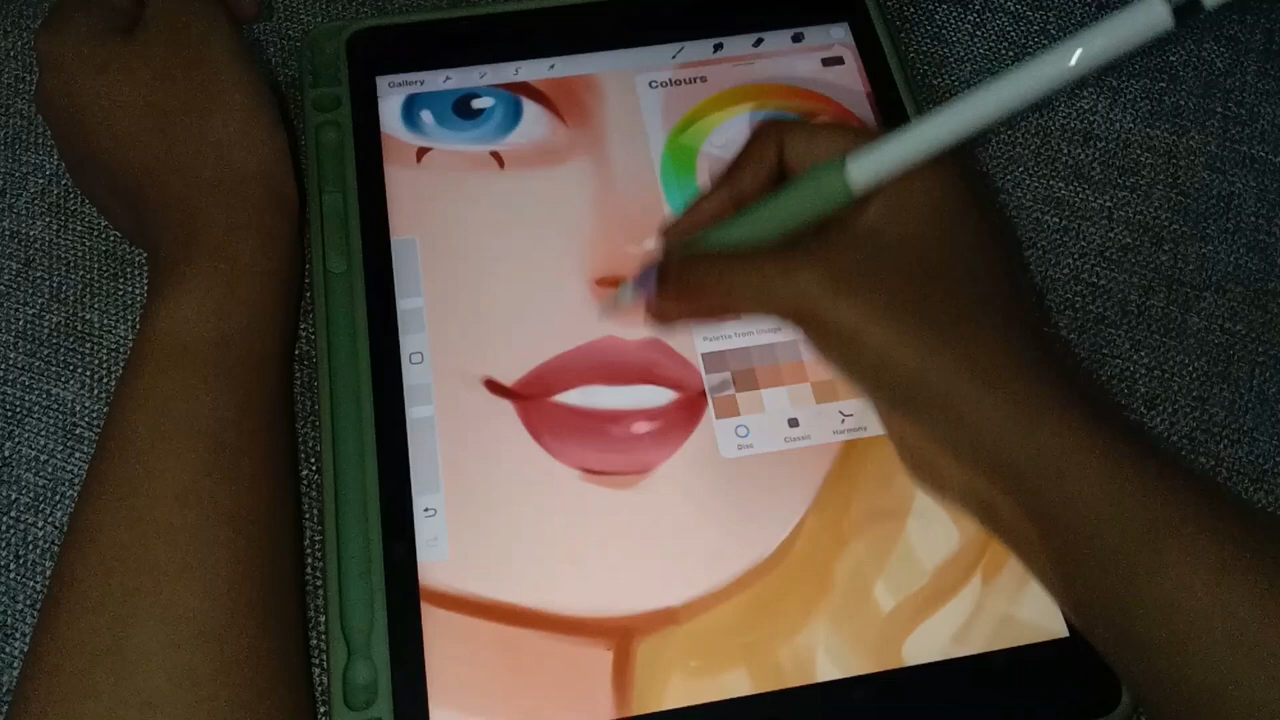 Gallery
Colours
Palette from image
Disc
Classic
Harmony